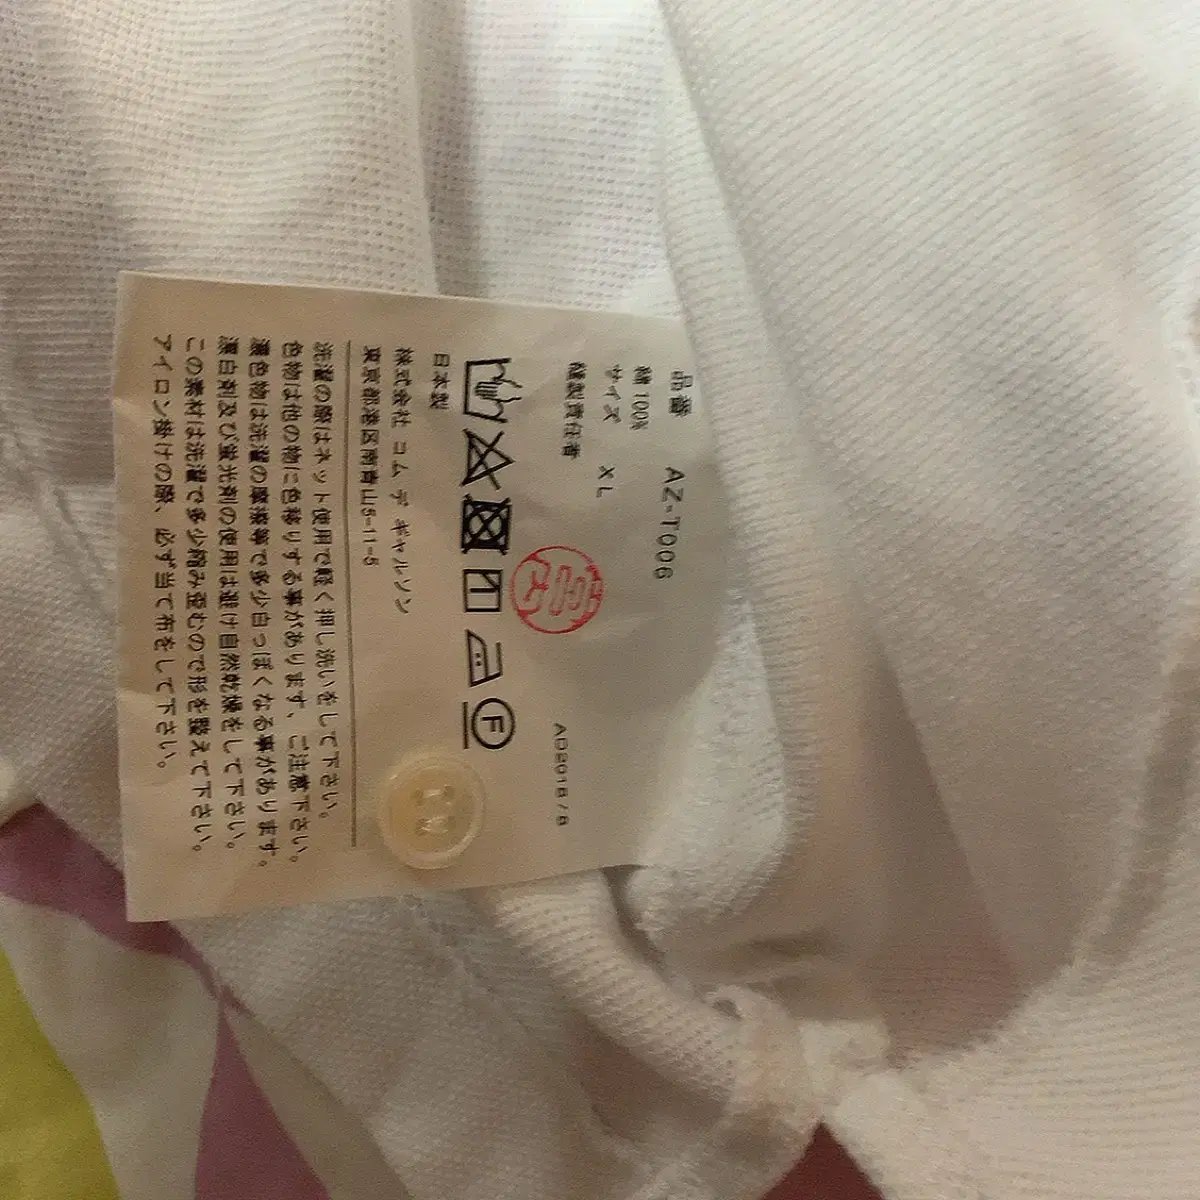 品番 AZ-T006
綿 100%
サイズ XL
縫製責任者
AD2018/8
F
日本製
株式会社 コム デ ギャルソン
東京都港区南青山5-11-5
洗濯の際はネット使用で軽く押し洗いをして下さい。
色物は他の物に色移りする事があります、ご注意下さい。
濃色物は洗濯の摩擦等で多少白っぽくなる事があります。
漂白剤及び蛍光剤の使用は避け自然乾燥をして下さい。
この素材は洗濯で多少縮み歪むので形を整えて下さい。
アイロン掛けの際、必ず当て布をして下さい。